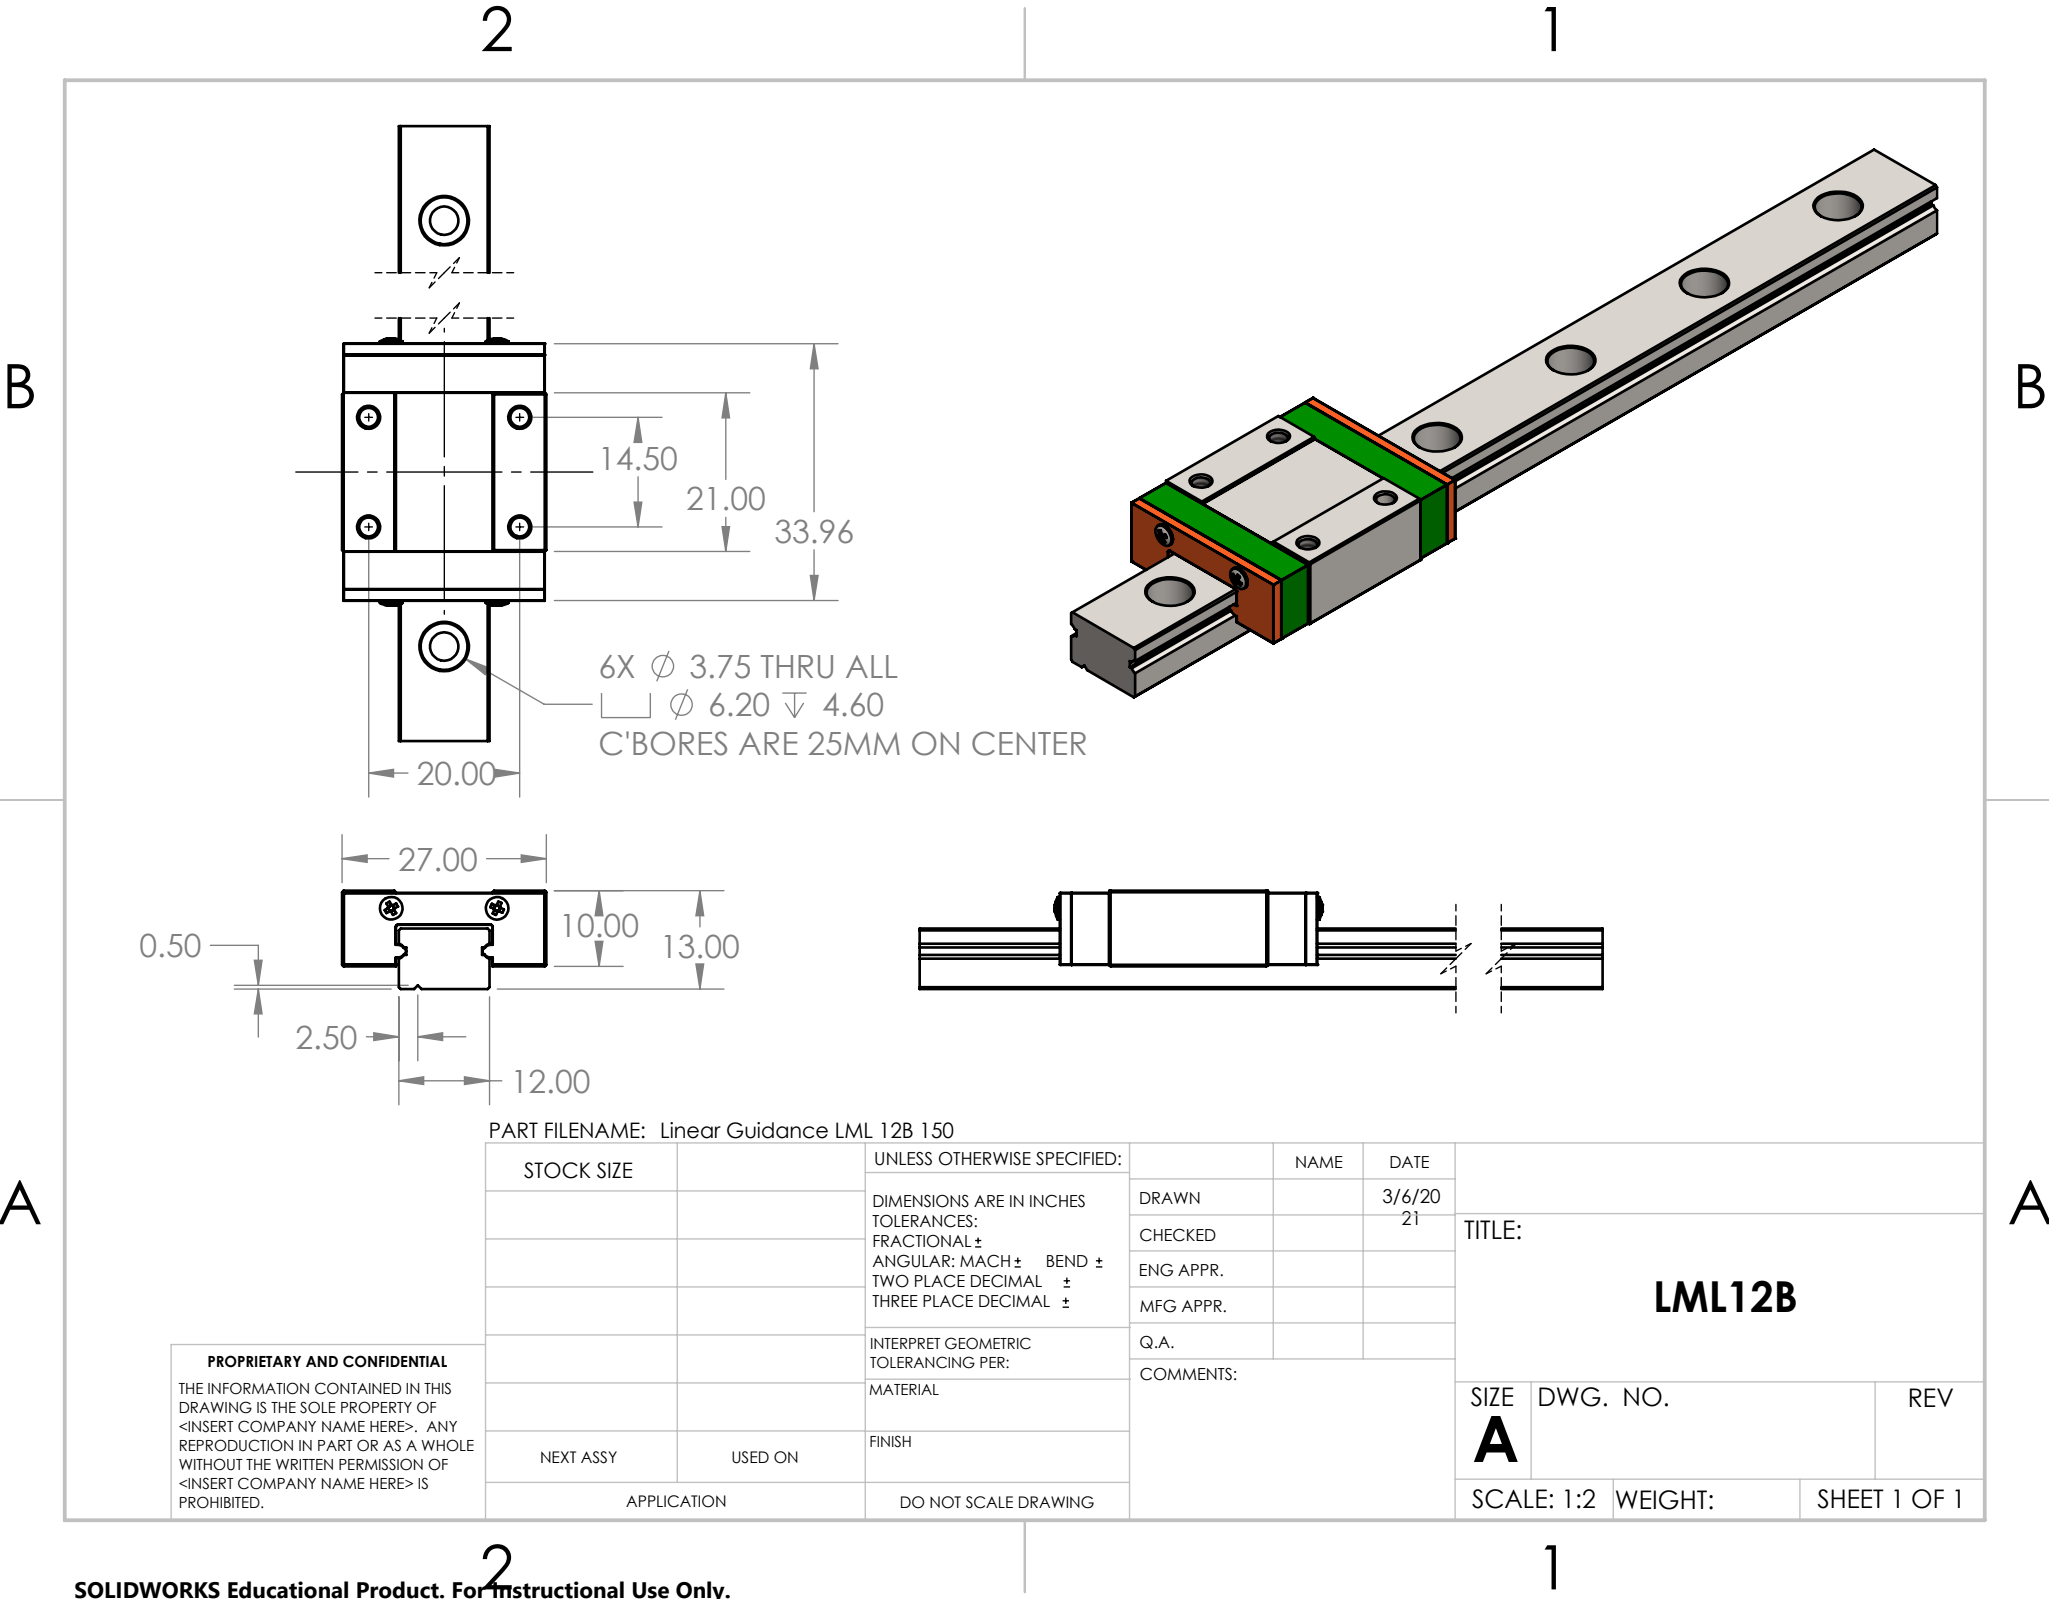 2
1
B
B
14.50
21.00
33.96
6X ∅ 3.75 THRU ALL
⌴ ∅ 6.20 ↧ 4.60
C'BORES ARE 25MM ON CENTER
20.00
27.00
10.00
13.00
0.50
2.50
12.00
A
A
PART FILENAME: Linear Guidance LML 12B 150
STOCK SIZE
NEXT ASSY
USED ON
APPLICATION
PROPRIETARY AND CONFIDENTIAL
THE INFORMATION CONTAINED IN THIS
DRAWING IS THE SOLE PROPERTY OF
<INSERT COMPANY NAME HERE>. ANY
REPRODUCTION IN PART OR AS A WHOLE
WITHOUT THE WRITTEN PERMISSION OF
<INSERT COMPANY NAME HERE> IS
PROHIBITED.
UNLESS OTHERWISE SPECIFIED:
DIMENSIONS ARE IN INCHES
TOLERANCES:
FRACTIONAL ±
ANGULAR: MACH ± BEND ±
TWO PLACE DECIMAL ±
THREE PLACE DECIMAL ±
INTERPRET GEOMETRIC
TOLERANCING PER:
MATERIAL
FINISH
DO NOT SCALE DRAWING
NAME
DATE
DRAWN
3/6/20
21
CHECKED
ENG APPR.
MFG APPR.
Q.A.
COMMENTS:
TITLE:
LML12B
SIZE
A
DWG. NO.
REV
SCALE: 1:2
WEIGHT:
SHEET 1 OF 1
2
1
SOLIDWORKS Educational Product. For Instructional Use Only.